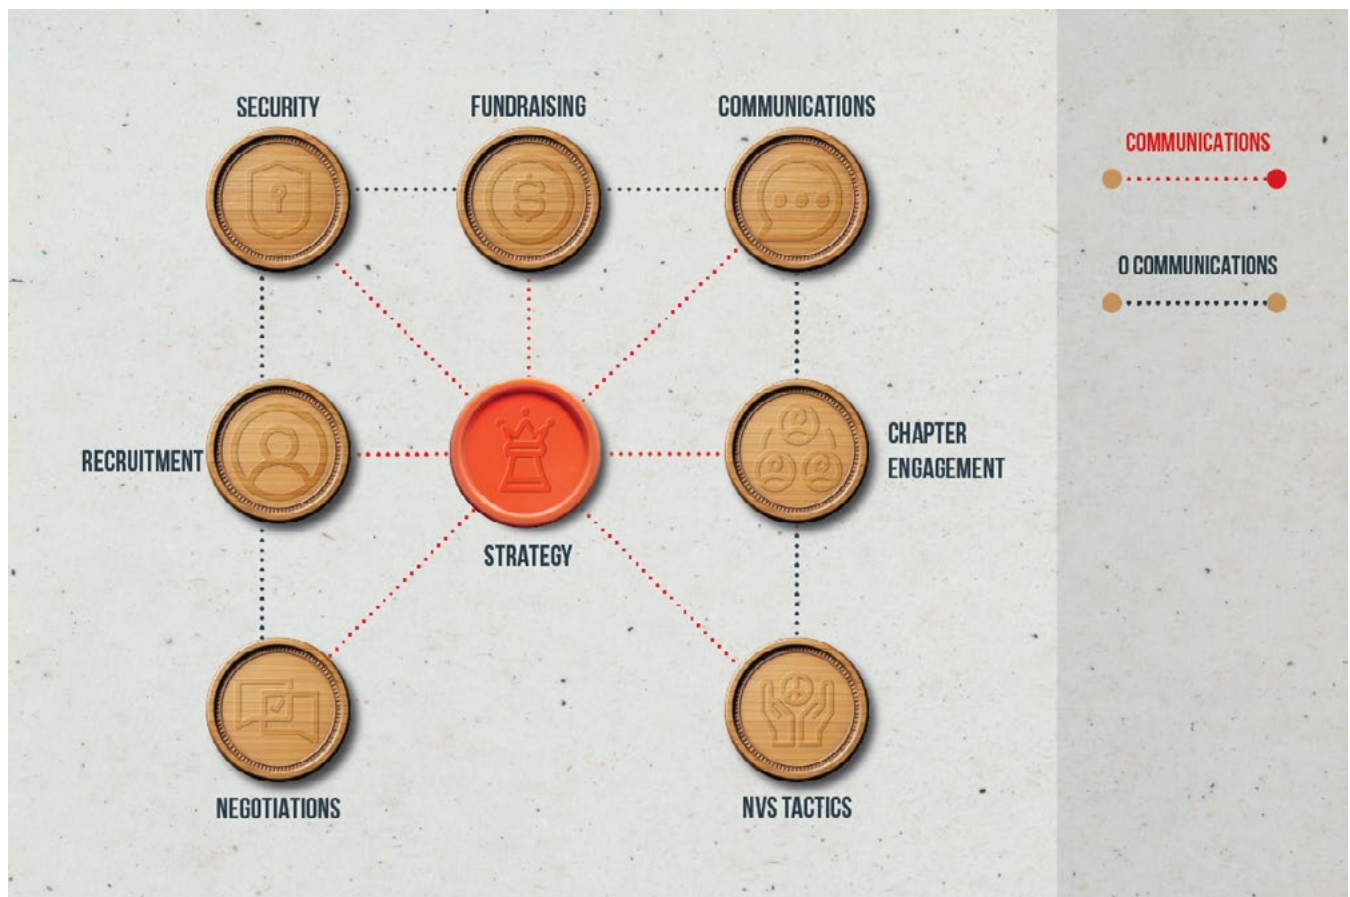 SECURITY
FUNDRAISING
COMMUNICATIONS
COMMUNICATIONS
0 COMMUNICATIONS
RECRUITMENT
CHAPTER
ENGAGEMENT
STRATEGY
NEGOTIATIONS
NVS TACTICS